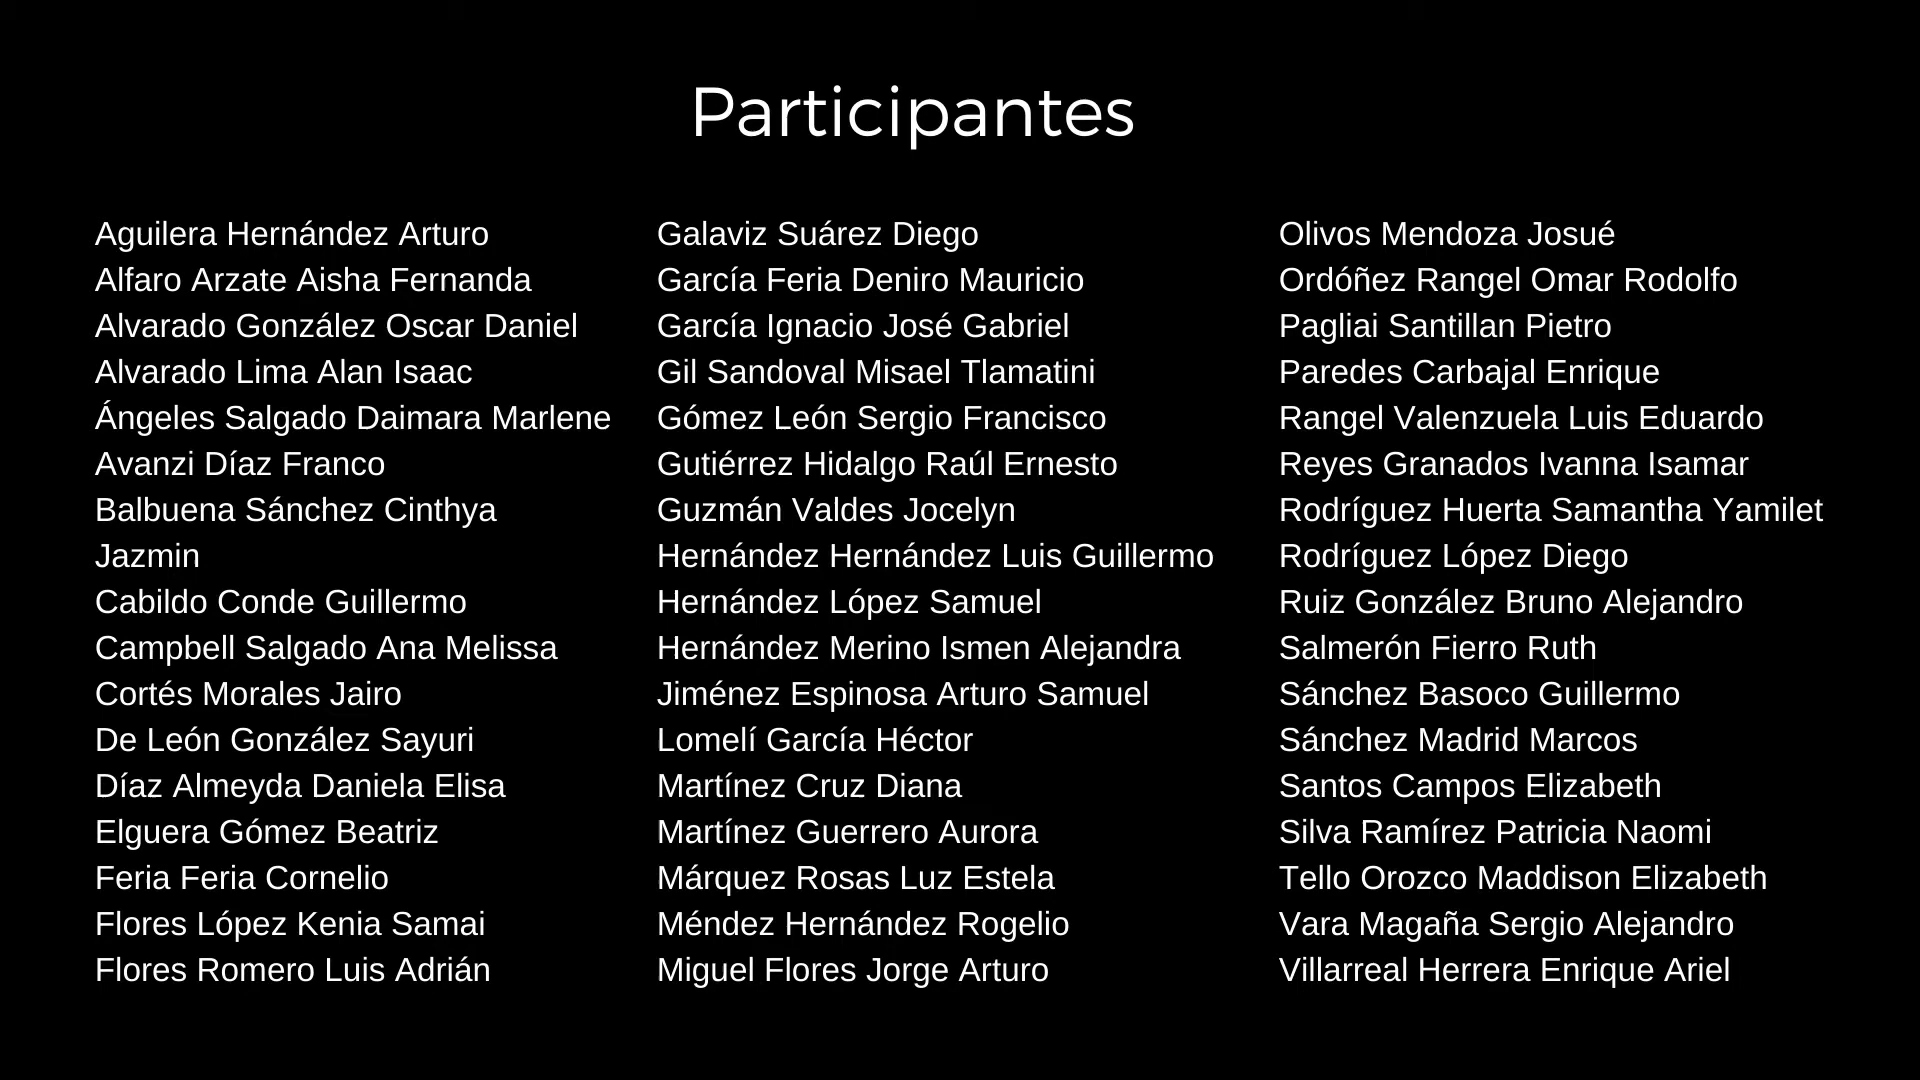 Participantes
Aguilera Hernández Arturo
Alfaro Arzate Aisha Fernanda
Alvarado González Oscar Daniel
Alvarado Lima Alan Isaac
Ángeles Salgado Daimara Marlene
Avanzi Díaz Franco
Balbuena Sánchez Cinthya
Jazmin
Cabildo Conde Guillermo
Campbell Salgado Ana Melissa
Cortés Morales Jairo
De León González Sayuri
Díaz Almeyda Daniela Elisa
Elguera Gómez Beatriz
Feria Feria Cornelio
Flores López Kenia Samai
Flores Romero Luis Adrián
Galaviz Suárez Diego
García Feria Deniro Mauricio
García Ignacio José Gabriel
Gil Sandoval Misael Tlamatini
Gómez León Sergio Francisco
Gutiérrez Hidalgo Raúl Ernesto
Guzmán Valdes Jocelyn
Hernández Hernández Luis Guillermo
Hernández López Samuel
Hernández Merino Ismen Alejandra
Jiménez Espinosa Arturo Samuel
Lomelí García Héctor
Martínez Cruz Diana
Martínez Guerrero Aurora
Márquez Rosas Luz Estela
Méndez Hernández Rogelio
Miguel Flores Jorge Arturo
Olivos Mendoza Josué
Ordóñez Rangel Omar Rodolfo
Pagliai Santillan Pietro
Paredes Carbajal Enrique
Rangel Valenzuela Luis Eduardo
Reyes Granados Ivanna Isamar
Rodríguez Huerta Samantha Yamilet
Rodríguez López Diego
Ruiz González Bruno Alejandro
Salmerón Fierro Ruth
Sánchez Basoco Guillermo
Sánchez Madrid Marcos
Santos Campos Elizabeth
Silva Ramírez Patricia Naomi
Tello Orozco Maddison Elizabeth
Vara Magaña Sergio Alejandro
Villarreal Herrera Enrique Ariel